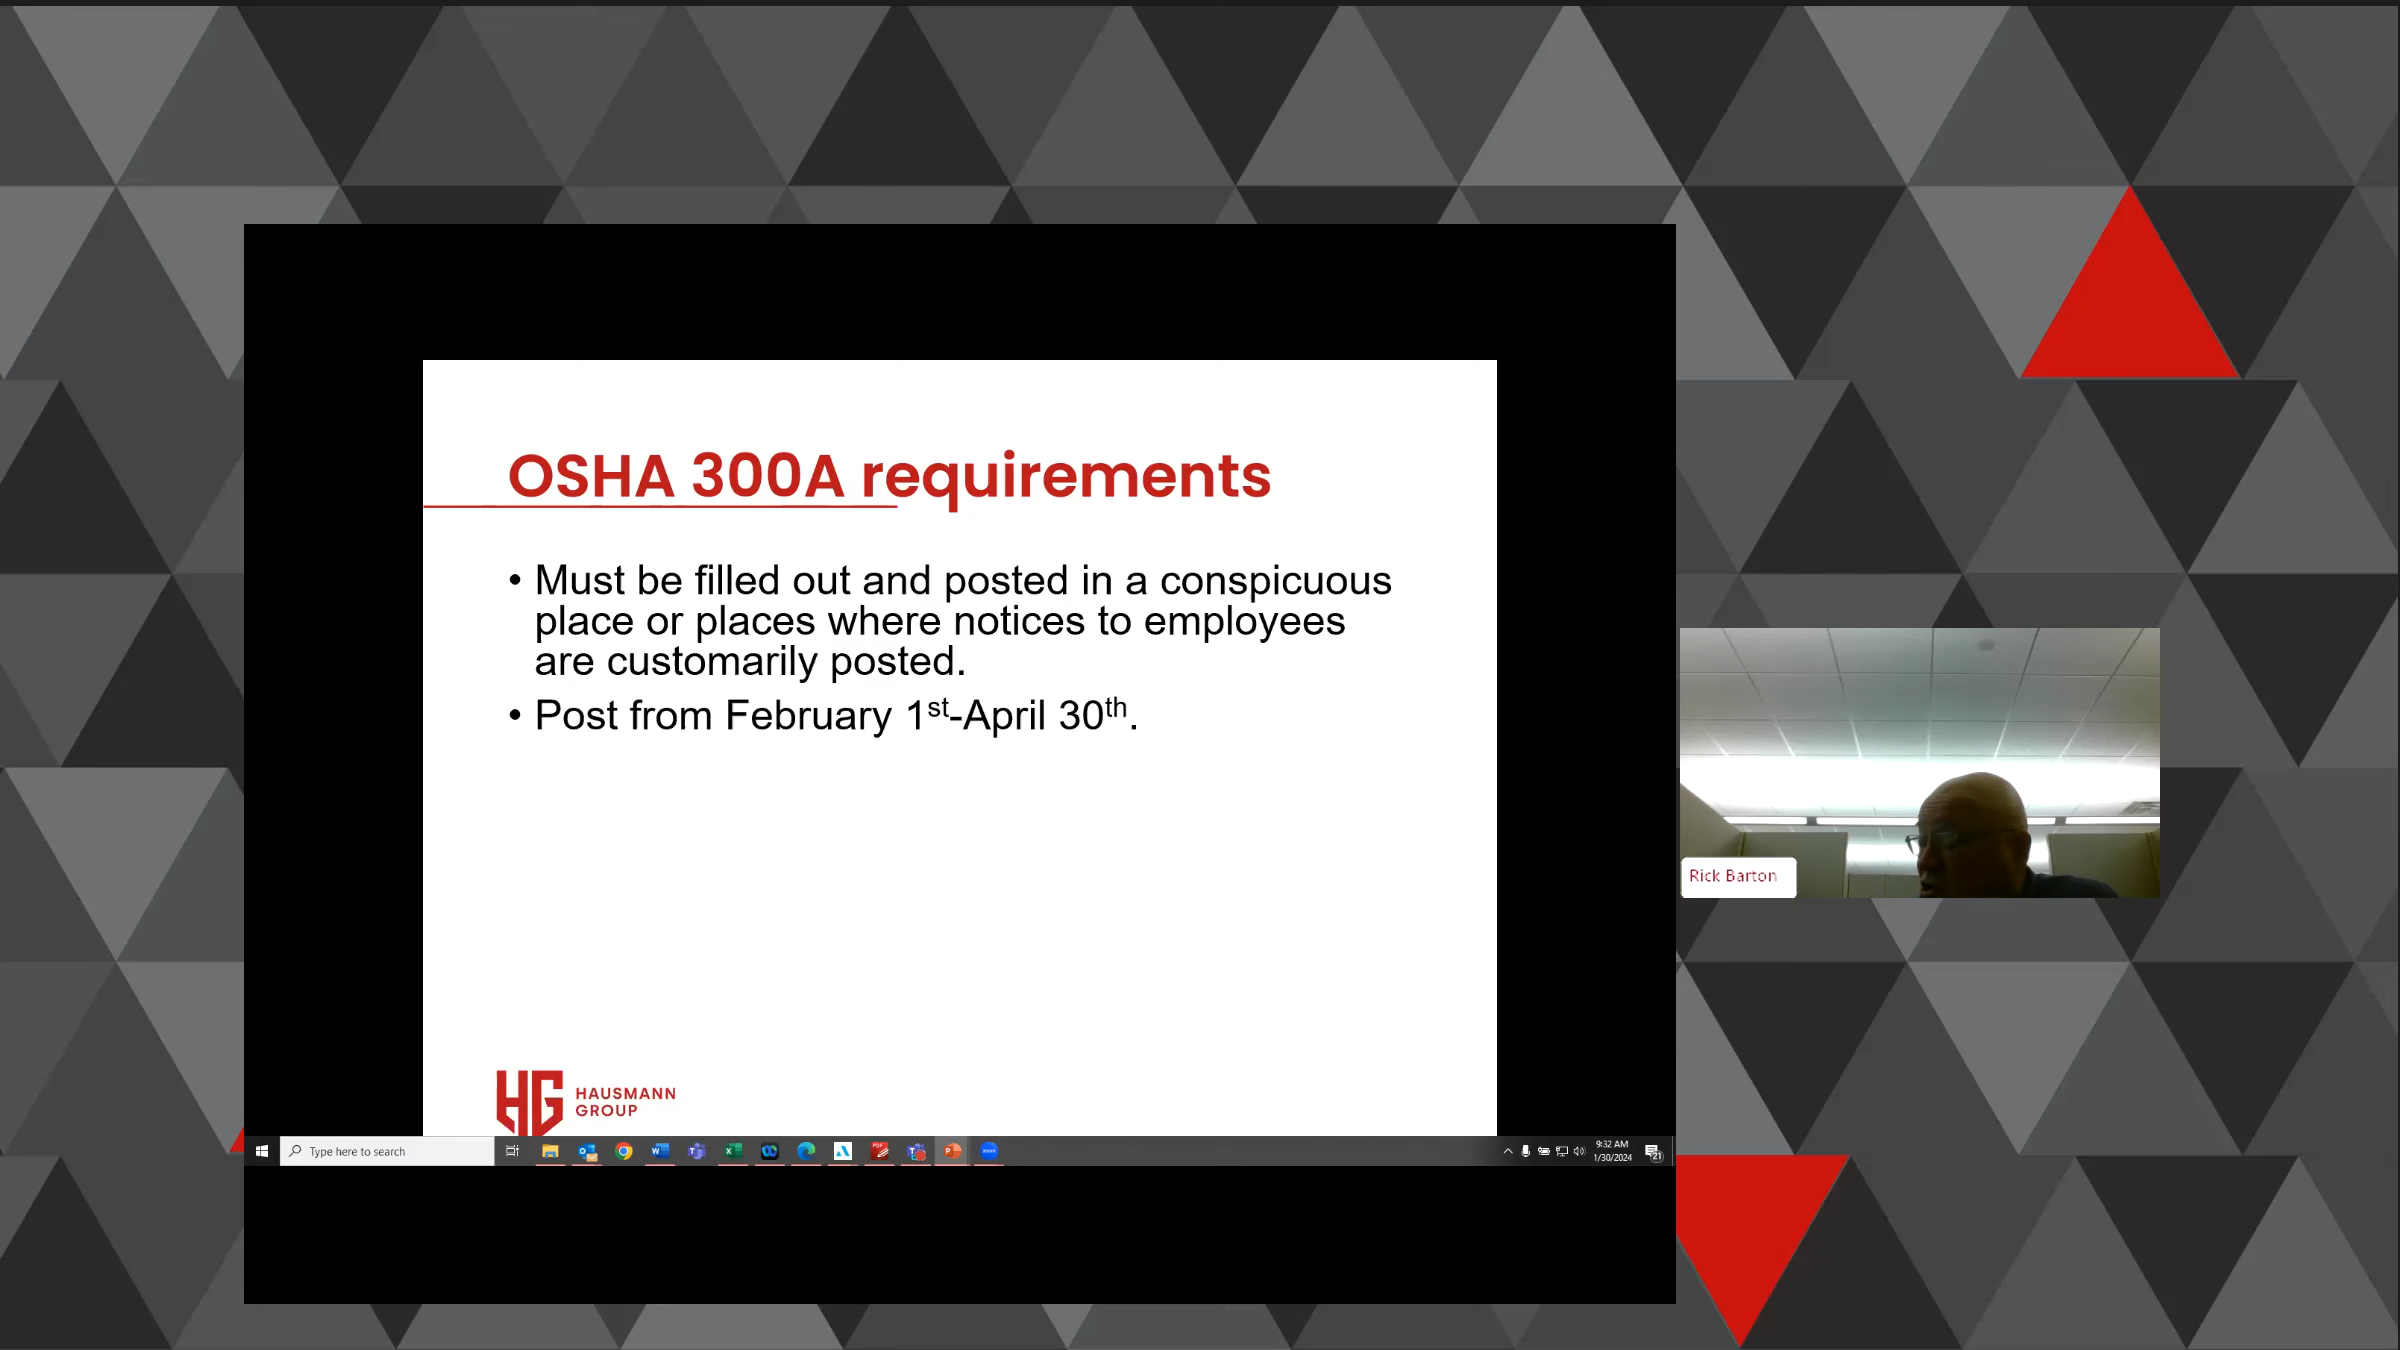 OSHA 300A requirements
• Must be filled out and posted in a conspicuous
place or places where notices to employees
are customarily posted.
• Post from February 1st-April 30th.
Rick Barton
HAUSMANN
GROUP
Type here to search
9:32 AM
1/30/2024
21